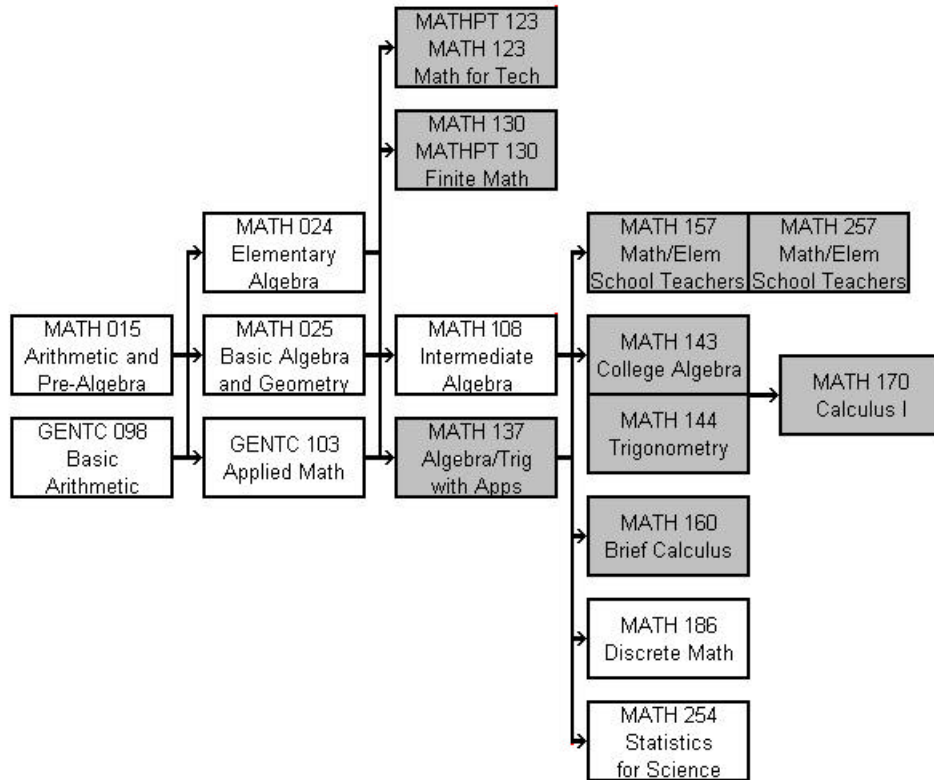 MATHPT 123
MATH 123
Math for Tech
MATH 130
MATHPT 130
Finite Math
MATH 024
Elementary
Algebra
MATH 157
Math/Elem
School Teachers
MATH 257
Math/Elem
School Teachers
MATH 015
Arithmetic and
Pre-Algebra
MATH 025
Basic Algebra
and Geometry
MATH 108
Intermediate
Algebra
MATH 143
College Algebra
MATH 170
Calculus I
GENTC 098
Basic
Arithmetic
GENTC 103
Applied Math
MATH 137
Algebra/Trig
with Apps
MATH 144
Trigonometry
MATH 160
Brief Calculus
MATH 186
Discrete Math
MATH 254
Statistics
for Science